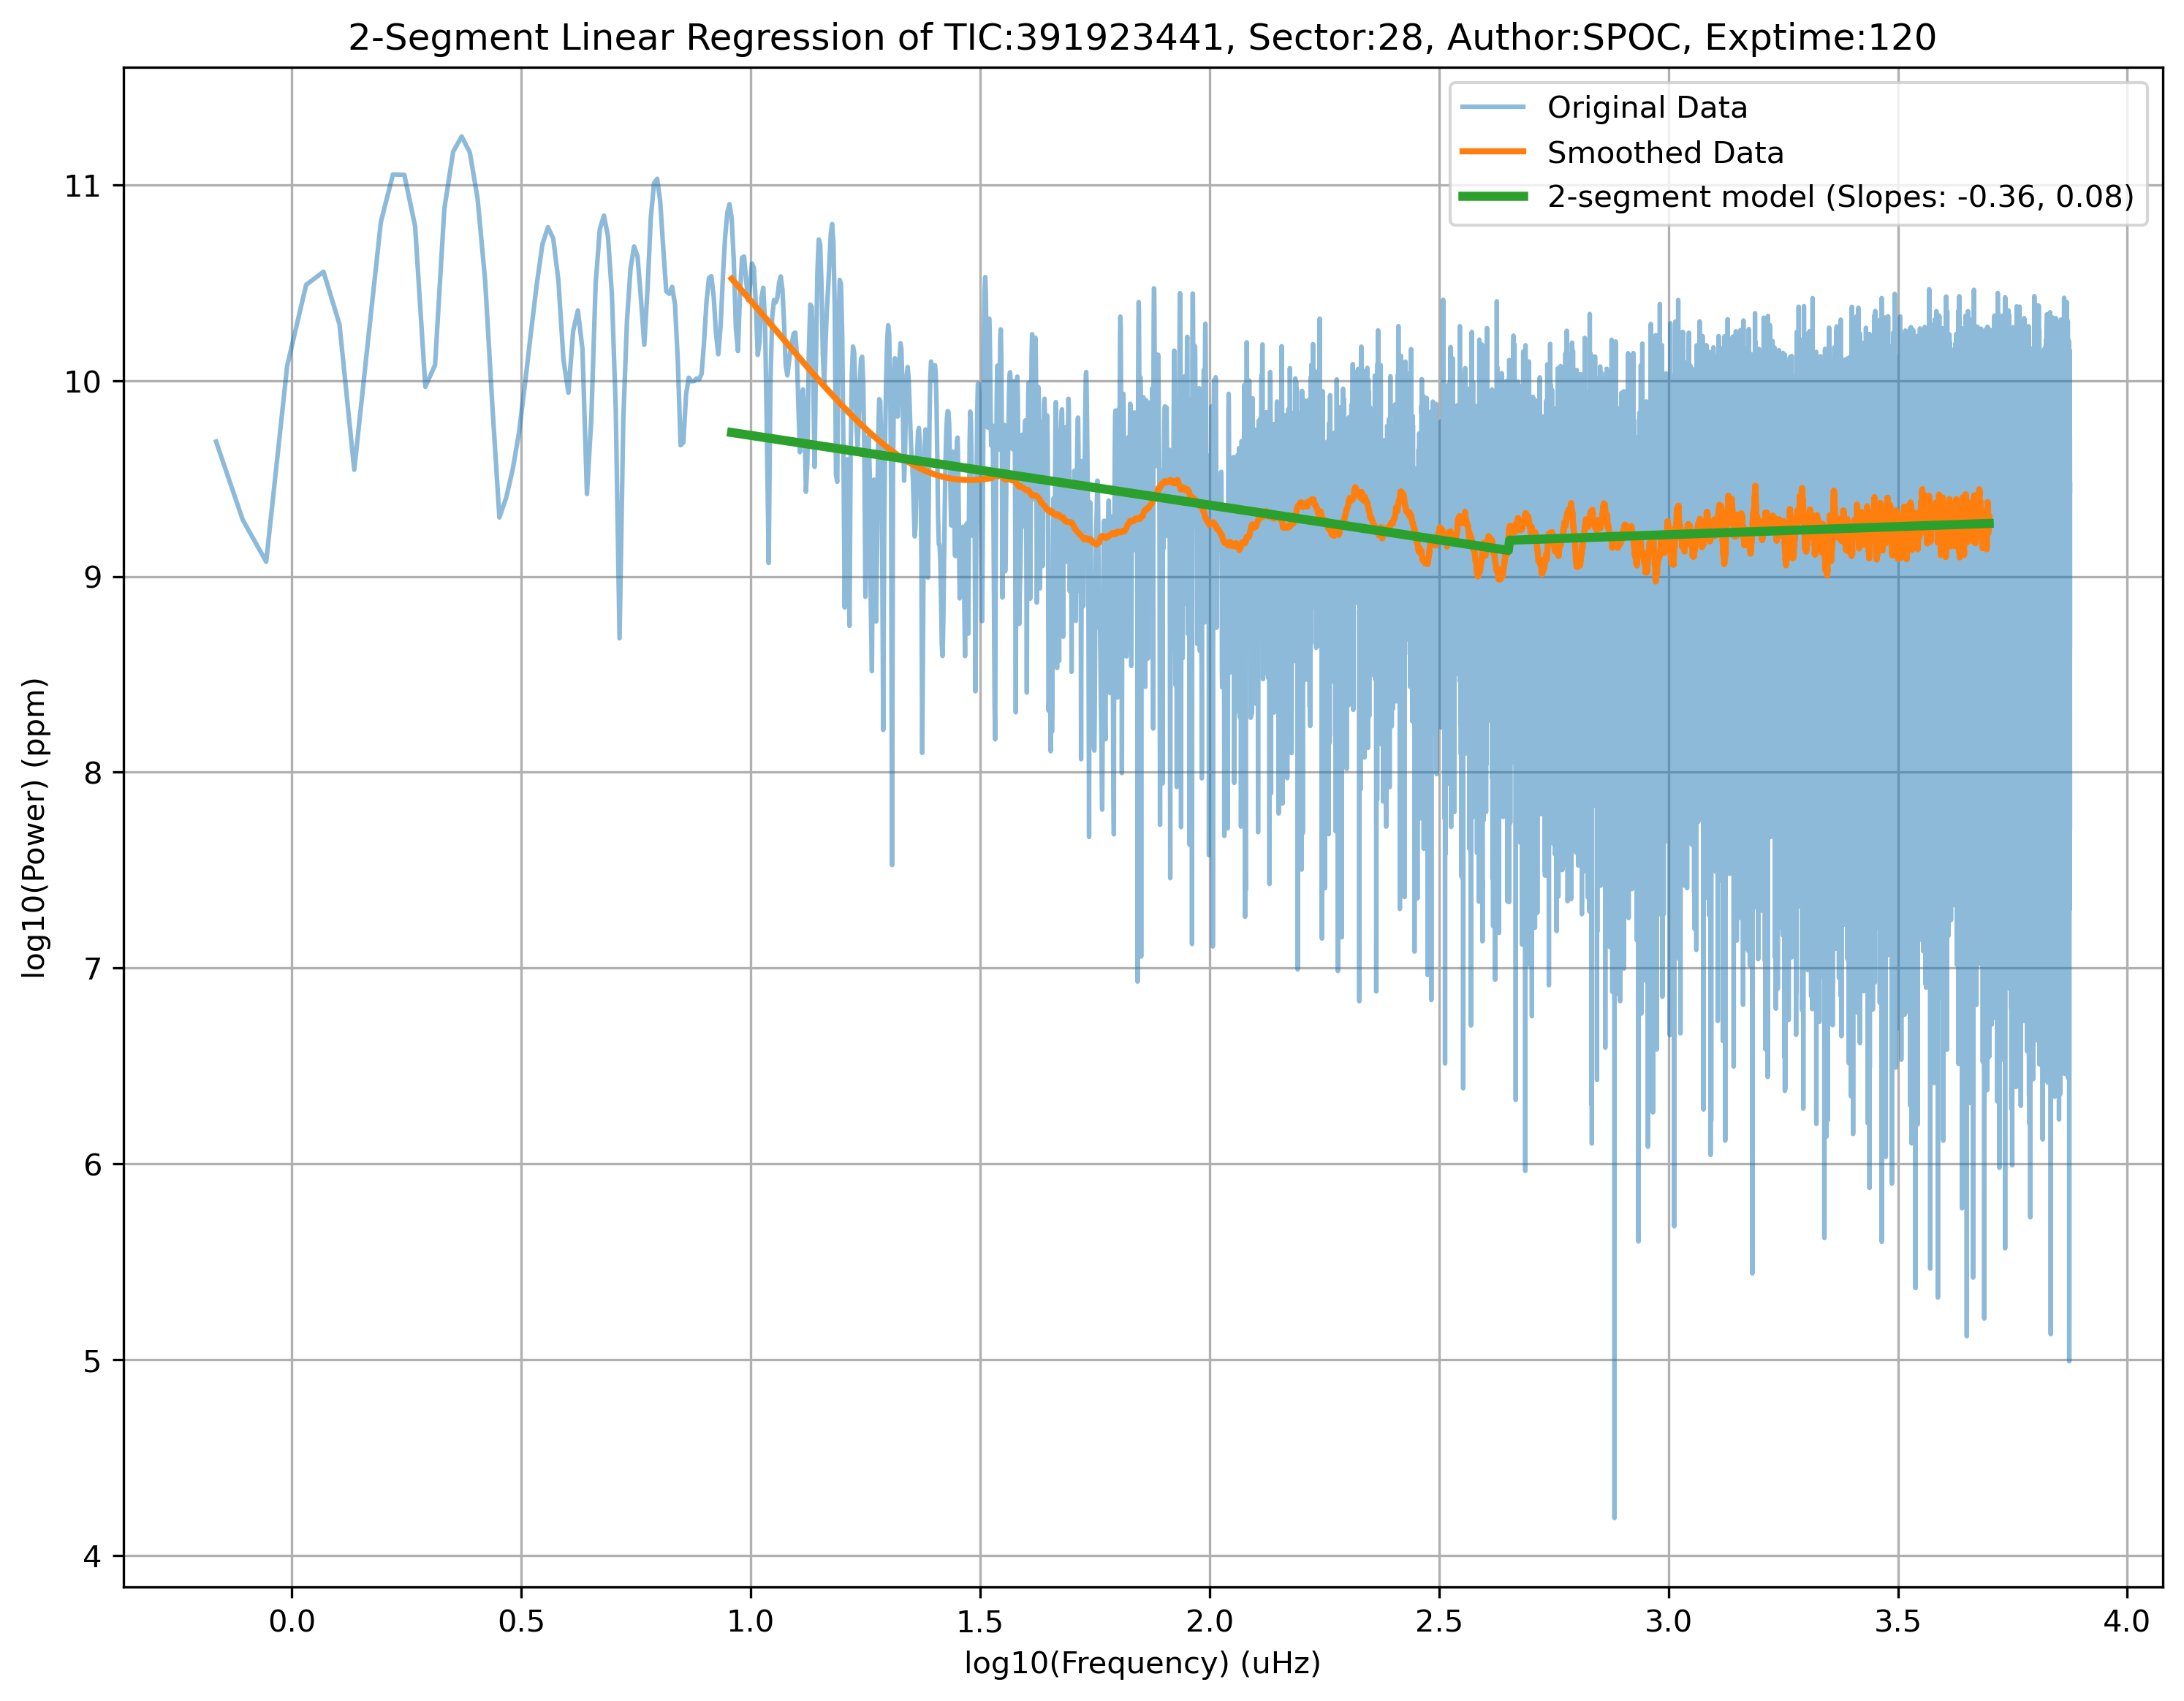 2-Segment Linear Regression of TIC:391923441, Sector:28, Author:SPOC, Exptime:120
Original Data
Smoothed Data
2-segment model (Slopes: -0.36, 0.08)
log10(Power) (ppm)
11
10
9
8
7
6
5
4
0.0 0.5 1.0 1.5 2.0 2.5 3.0 3.5 4.0
log10(Frequency) (uHz)